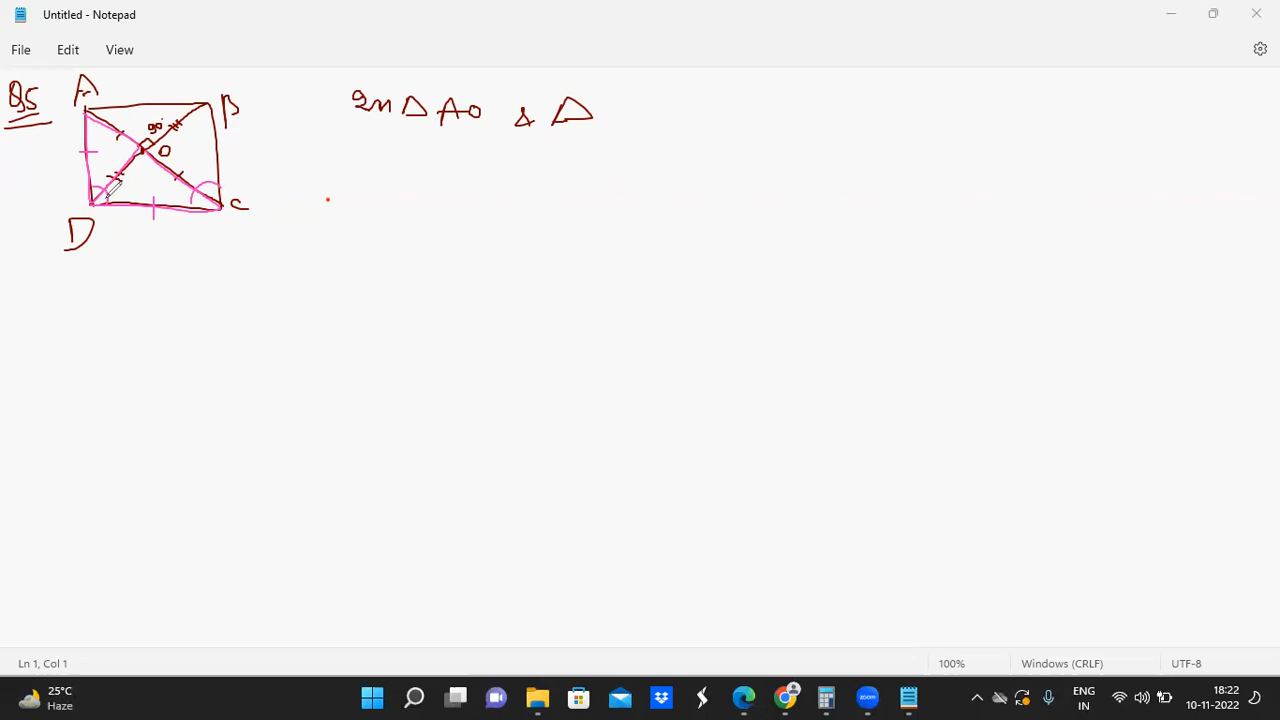 Untitled - Notepad
File Edit View
Q5
A
B
90°
O
C
D
In Δ AO & Δ
Ln 1, Col 1
100%
Windows (CRLF)
UTF-8
25°C
Haze
ENG
IN
18:22
10-11-2022